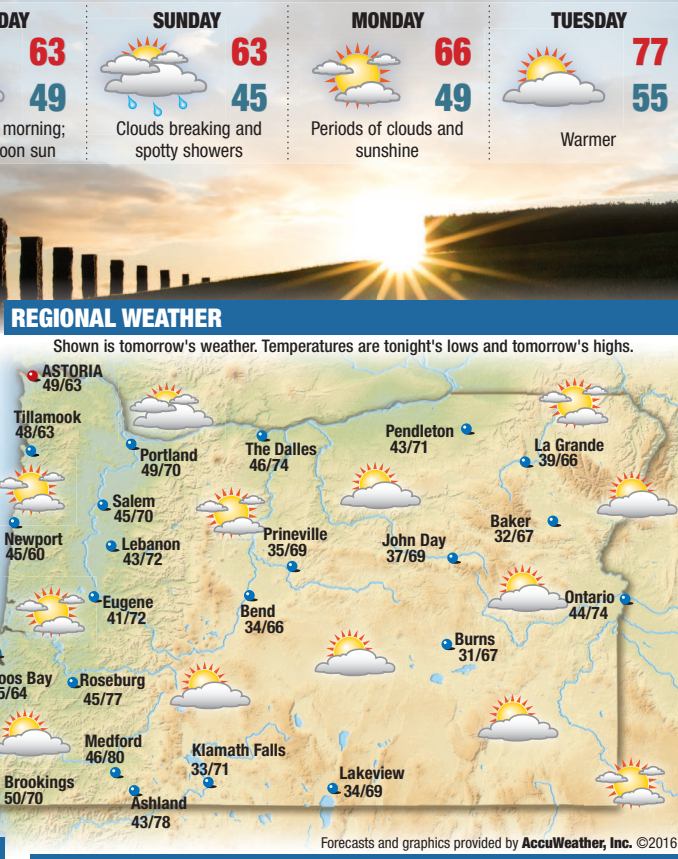 DAY
63
49
morning;
oon sun
SUNDAY
63
45
Clouds breaking and
spotty showers
MONDAY
66
49
Periods of clouds and
sunshine
TUESDAY
77
55
Warmer
REGIONAL WEATHER
Shown is tomorrow's weather. Temperatures are tonight's lows and tomorrow's highs.
ASTORIA
49/63
Tillamook
48/63
Portland
49/70
The Dalles
46/74
Pendleton
43/71
La Grande
39/66
Salem
45/70
Newport
45/60
Lebanon
43/72
Prineville
35/69
John Day
37/69
Baker
32/67
Eugene
41/72
Bend
34/66
Ontario
44/74
Burns
31/67
oos Bay
5/64
Roseburg
45/77
Medford
46/80
Klamath Falls
33/71
Lakeview
34/69
Brookings
50/70
Ashland
43/78
Forecasts and graphics provided by AccuWeather, Inc. ©2016